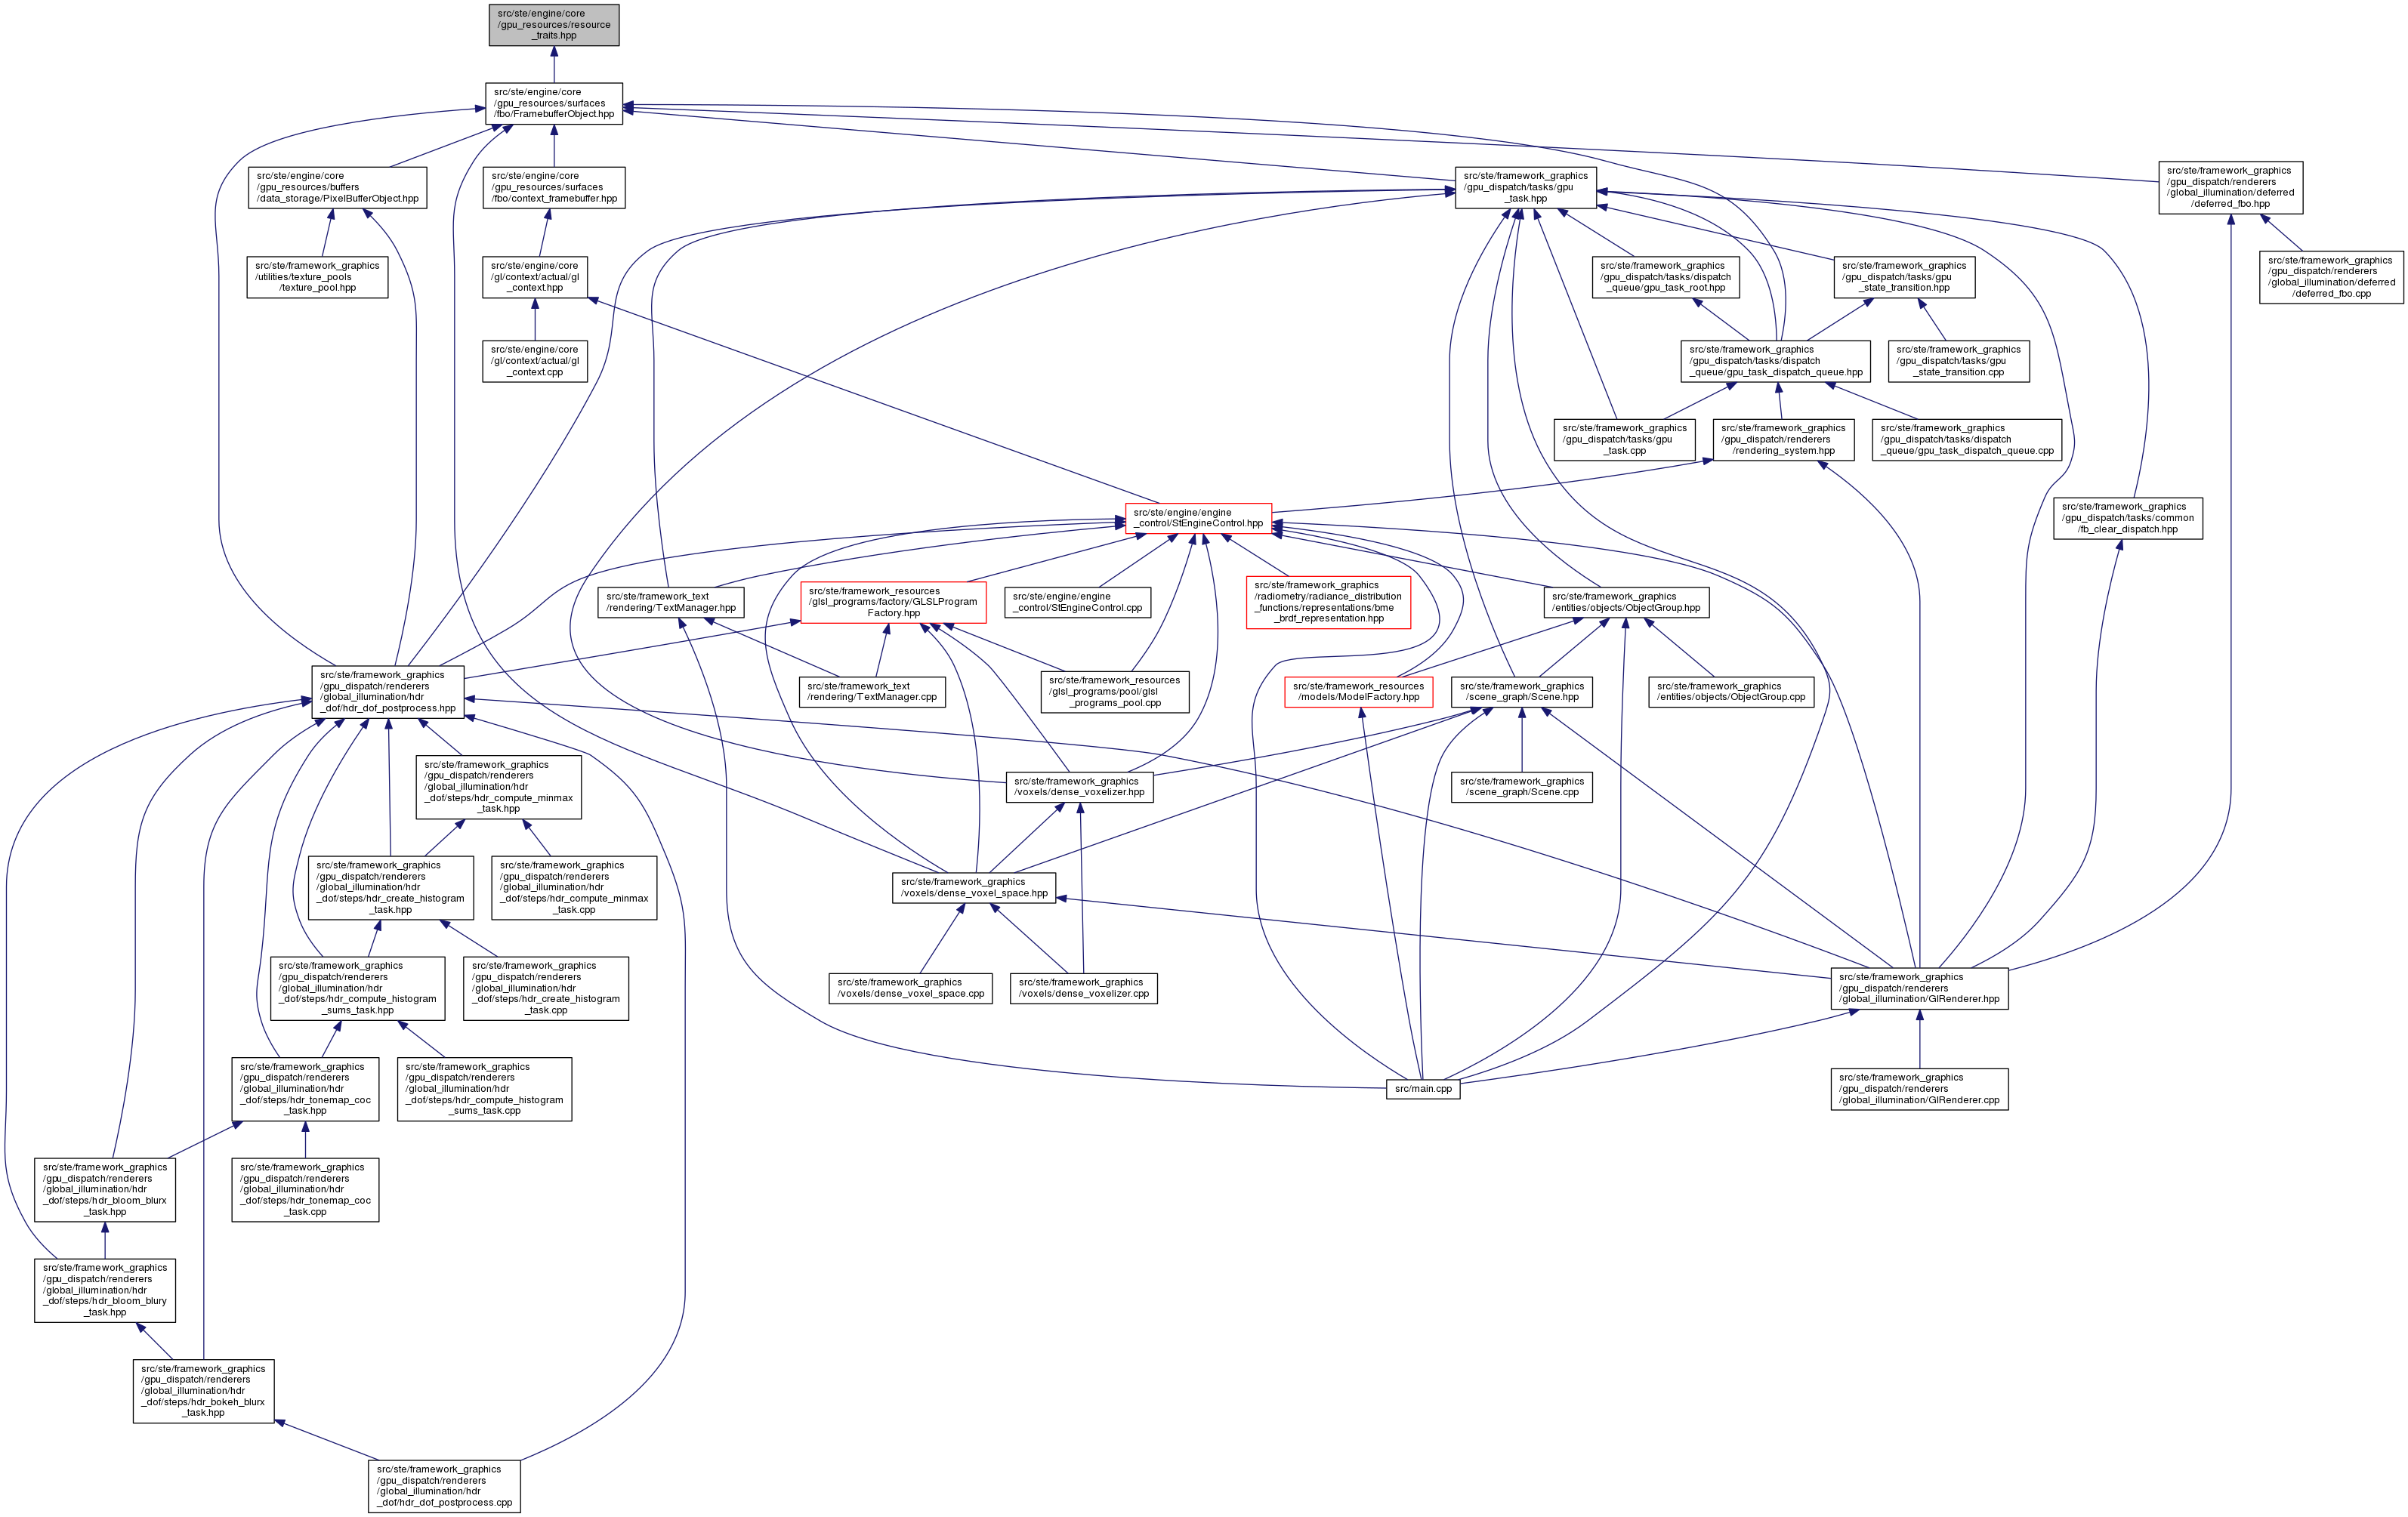 src/ste/engine/core
/gpu_resources/resource
_traits.hpp
src/ste/engine/core
/gpu_resources/surfaces
/fbo/FramebufferObject.hpp
src/ste/engine/core
/gpu_resources/buffers
/data_storage/PixelBufferObject.hpp
src/ste/engine/core
/gpu_resources/surfaces
/fbo/context_framebuffer.hpp
src/ste/framework_graphics
/gpu_dispatch/tasks/gpu
_task.hpp
src/ste/framework_graphics
/gpu_dispatch/renderers
/global_illumination/deferred
/deferred_fbo.hpp
src/ste/framework_graphics
/utilities/texture_pools
/texture_pool.hpp
src/ste/engine/core
/gl/context/actual/gl
_context.hpp
src/ste/framework_graphics
/gpu_dispatch/tasks/dispatch
_queue/gpu_task_root.hpp
src/ste/framework_graphics
/gpu_dispatch/tasks/gpu
_state_transition.hpp
src/ste/framework_graphics
/gpu_dispatch/renderers
/global_illumination/deferred
/deferred_fbo.cpp
src/ste/engine/core
/gl/context/actual/gl
_context.cpp
src/ste/framework_graphics
/gpu_dispatch/tasks/dispatch
_queue/gpu_task_dispatch_queue.hpp
src/ste/framework_graphics
/gpu_dispatch/tasks/gpu
_state_transition.cpp
src/ste/framework_graphics
/gpu_dispatch/tasks/gpu
_task.cpp
src/ste/framework_graphics
/gpu_dispatch/renderers
/rendering_system.hpp
src/ste/framework_graphics
/gpu_dispatch/tasks/dispatch
_queue/gpu_task_dispatch_queue.cpp
src/ste/engine/engine
_control/StEngineControl.hpp
src/ste/framework_graphics
/gpu_dispatch/tasks/common
/fb_clear_dispatch.hpp
src/ste/framework_text
/rendering/TextManager.hpp
src/ste/framework_resources
/glsl_programs/factory/GLSLProgram
Factory.hpp
src/ste/engine/engine
_control/StEngineControl.cpp
src/ste/framework_graphics
/radiometry/radiance_distribution
_functions/representations/bme
_brdf_representation.hpp
src/ste/framework_graphics
/entities/objects/ObjectGroup.hpp
src/ste/framework_graphics
/gpu_dispatch/renderers
/global_illumination/hdr
_dof/hdr_dof_postprocess.hpp
src/ste/framework_text
/rendering/TextManager.cpp
src/ste/framework_resources
/glsl_programs/pool/glsl
_programs_pool.cpp
src/ste/framework_resources
/models/ModelFactory.hpp
src/ste/framework_graphics
/scene_graph/Scene.hpp
src/ste/framework_graphics
/entities/objects/ObjectGroup.cpp
src/ste/framework_graphics
/gpu_dispatch/renderers
/global_illumination/hdr
_dof/steps/hdr_compute_minmax
_task.hpp
src/ste/framework_graphics
/voxels/dense_voxelizer.hpp
src/ste/framework_graphics
/scene_graph/Scene.cpp
src/ste/framework_graphics
/gpu_dispatch/renderers
/global_illumination/hdr
_dof/steps/hdr_create_histogram
_task.hpp
src/ste/framework_graphics
/gpu_dispatch/renderers
/global_illumination/hdr
_dof/steps/hdr_compute_minmax
_task.cpp
src/ste/framework_graphics
/voxels/dense_voxel_space.hpp
src/ste/framework_graphics
/gpu_dispatch/renderers
/global_illumination/hdr
_dof/steps/hdr_compute_histogram
_sums_task.hpp
src/ste/framework_graphics
/gpu_dispatch/renderers
/global_illumination/hdr
_dof/steps/hdr_create_histogram
_task.cpp
src/ste/framework_graphics
/voxels/dense_voxel_space.cpp
src/ste/framework_graphics
/voxels/dense_voxelizer.cpp
src/ste/framework_graphics
/gpu_dispatch/renderers
/global_illumination/GIRenderer.hpp
src/ste/framework_graphics
/gpu_dispatch/renderers
/global_illumination/hdr
_dof/steps/hdr_tonemap_coc
_task.hpp
src/ste/framework_graphics
/gpu_dispatch/renderers
/global_illumination/hdr
_dof/steps/hdr_compute_histogram
_sums_task.cpp
src/main.cpp
src/ste/framework_graphics
/gpu_dispatch/renderers
/global_illumination/GIRenderer.cpp
src/ste/framework_graphics
/gpu_dispatch/renderers
/global_illumination/hdr
_dof/steps/hdr_bloom_blurx
_task.hpp
src/ste/framework_graphics
/gpu_dispatch/renderers
/global_illumination/hdr
_dof/steps/hdr_tonemap_coc
_task.cpp
src/ste/framework_graphics
/gpu_dispatch/renderers
/global_illumination/hdr
_dof/steps/hdr_bloom_blury
_task.hpp
src/ste/framework_graphics
/gpu_dispatch/renderers
/global_illumination/hdr
_dof/steps/hdr_bokeh_blurx
_task.hpp
src/ste/framework_graphics
/gpu_dispatch/renderers
/global_illumination/hdr
_dof/hdr_dof_postprocess.cpp